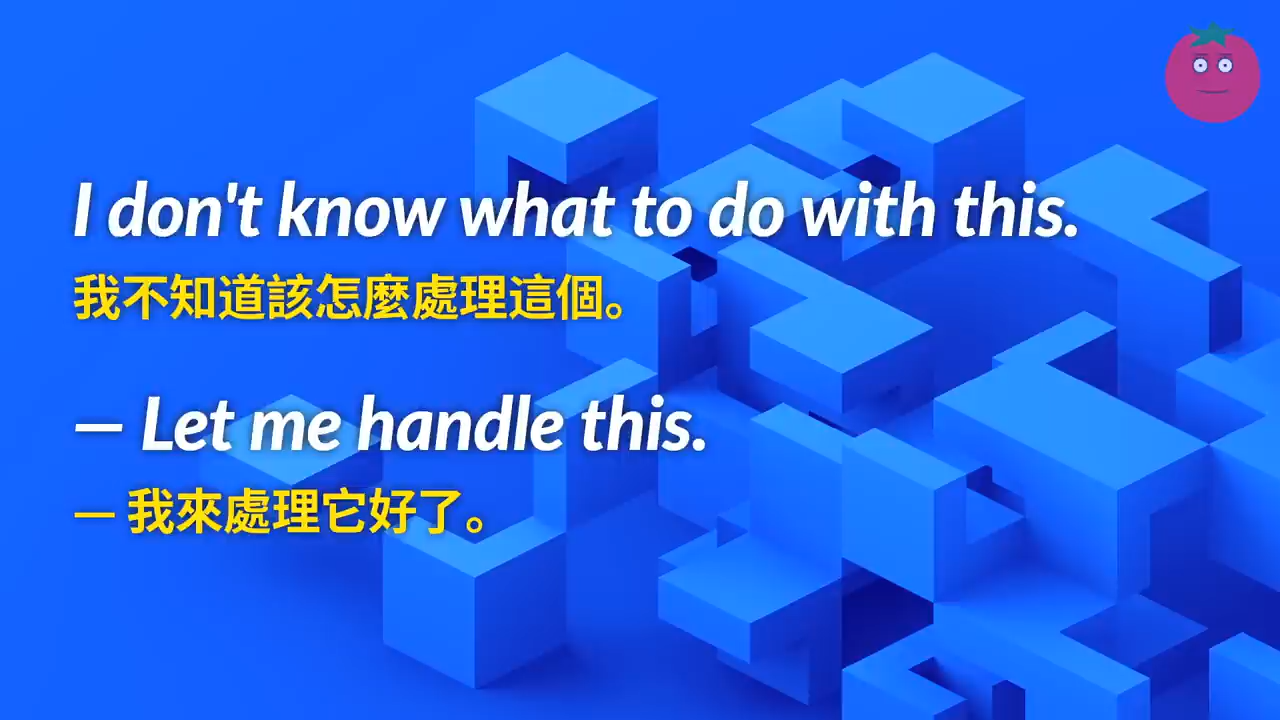 I don't know what to do with this.
我不知道該怎麼處理這個。
— Let me handle this.
— 我來處理它好了。